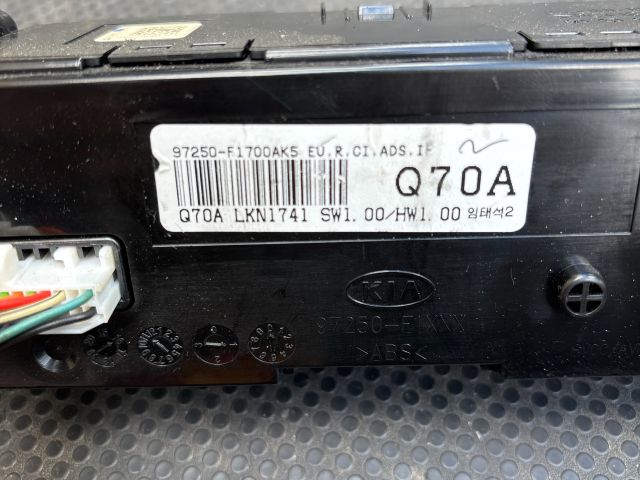 97250-F1700AK5 EU.R.CI.ADS.IP
Q70A
Q70A LKN1741 SW1.00/HW1.00 임태석2
KIA
97250-F1XXX
>ABS<